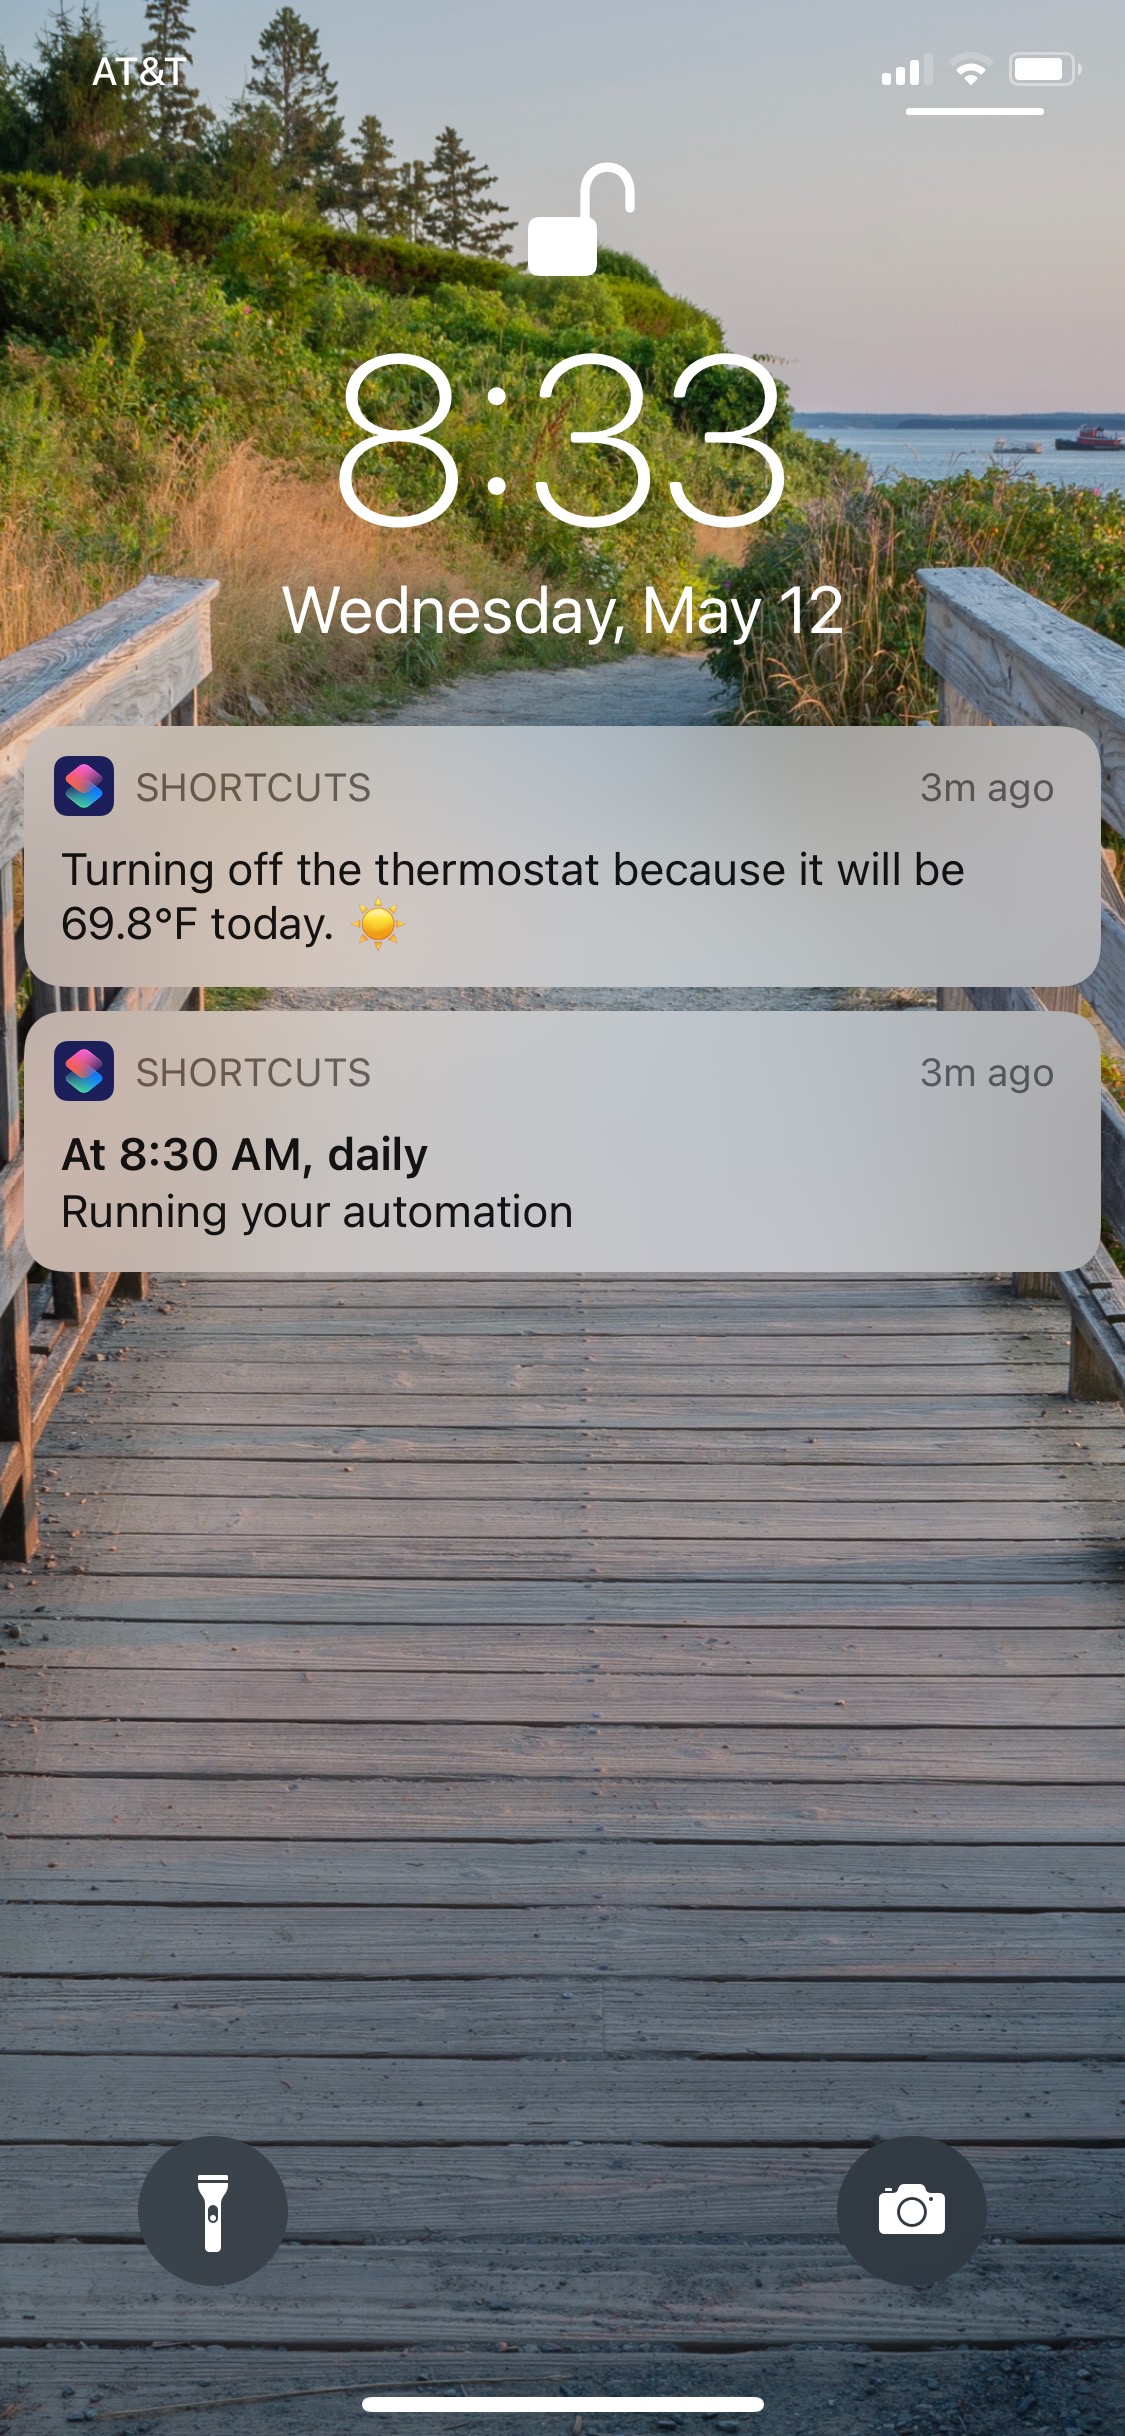 AT&T
8:33
Wednesday, May 12
SHORTCUTS 3m ago
Turning off the thermostat because it will be
69.8°F today. ☀️
SHORTCUTS 3m ago
At 8:30 AM, daily
Running your automation